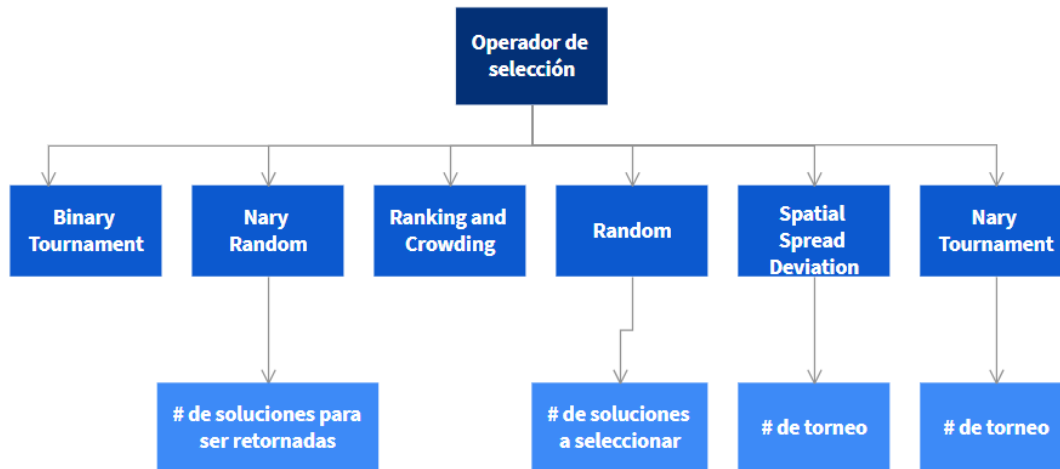 Operador de
selección
Binary
Tournament
Nary
Random
Ranking and
Crowding
Random
Spatial
Spread
Deviation
Nary
Tournament
# de soluciones para
ser retornadas
# de soluciones
a seleccionar
# de torneo
# de torneo